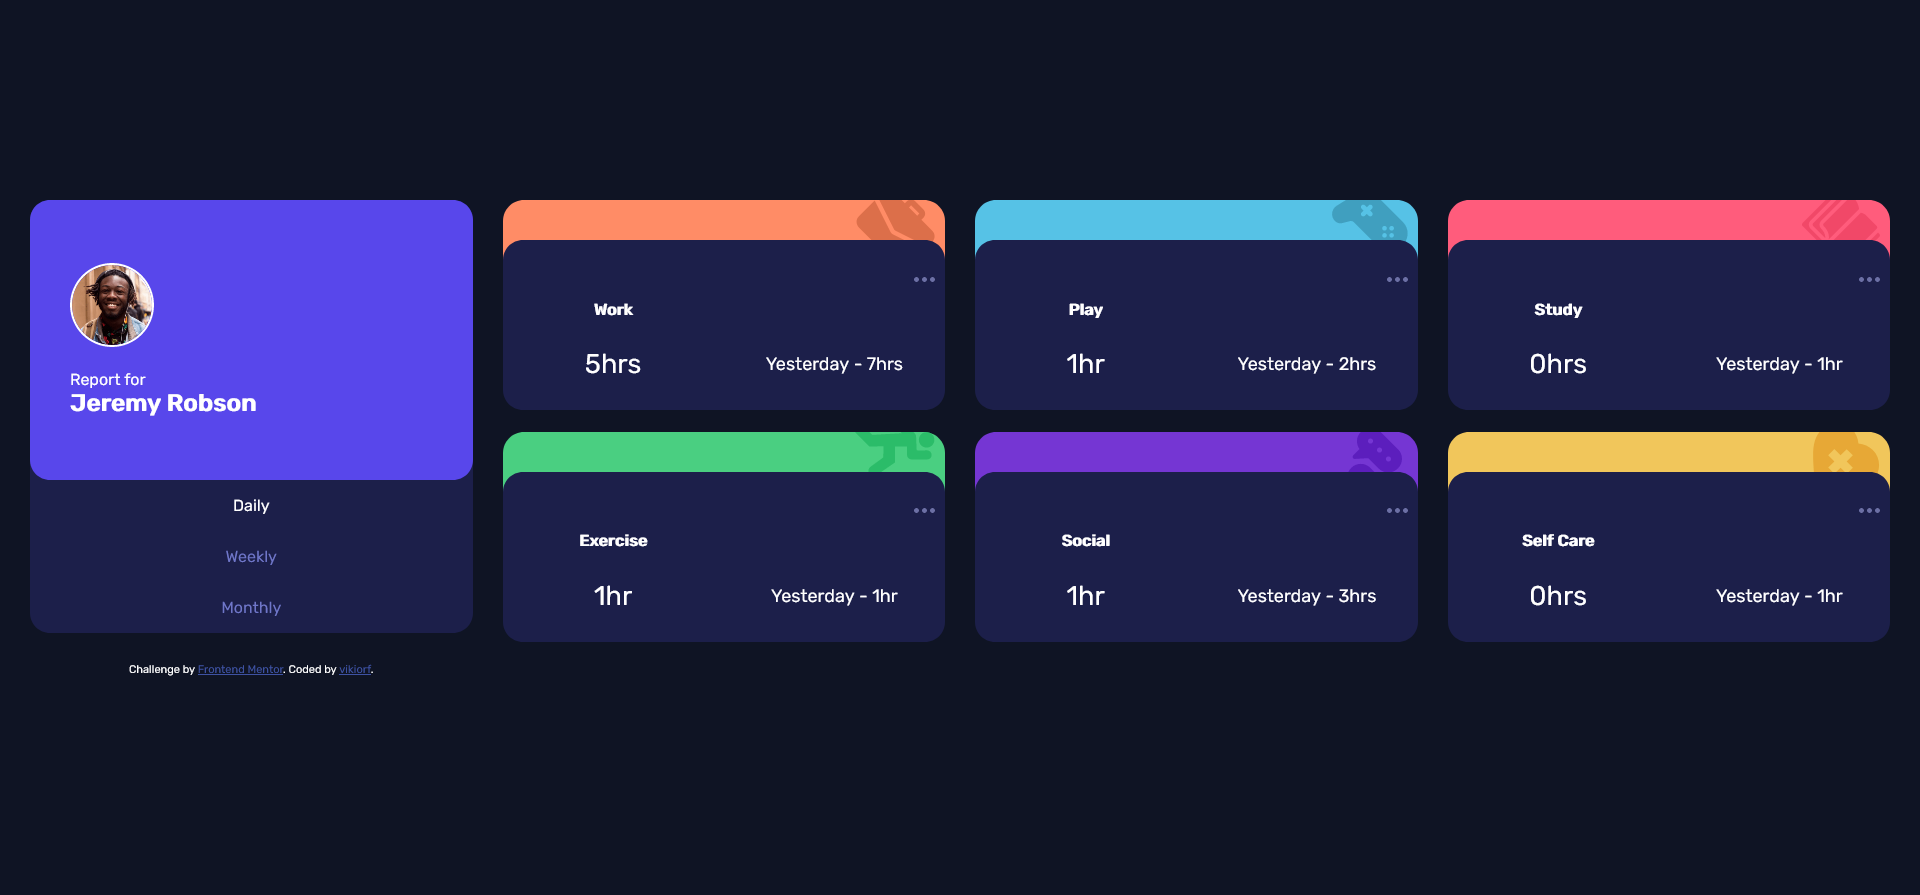 Report for
Jeremy Robson
Daily
Weekly
Monthly
Challenge by Frontend Mentor. Coded by vikiorf.
Work
5hrs Yesterday - 7hrs
Play
1hr Yesterday - 2hrs
Study
0hrs Yesterday - 1hr
Exercise
1hr Yesterday - 1hr
Social
1hr Yesterday - 3hrs
Self Care
0hrs Yesterday - 1hr